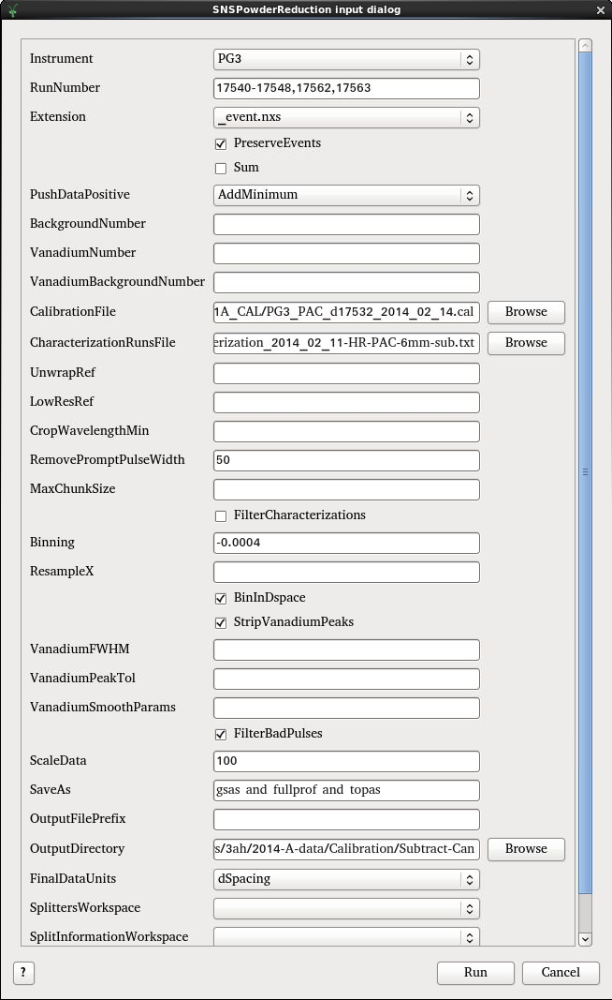 SNSPowderReduction input dialog
Instrument PG3
RunNumber 17540-17548,17562,17563
Extension _event.nxs
PreserveEvents
Sum
PushDataPositive AddMinimum
BackgroundNumber
VanadiumNumber
VanadiumBackgroundNumber
CalibrationFile 1A_CAL/PG3_PAC_d17532_2014_02_14.cal Browse
CharacterizationRunsFile erization_2014_02_11-HR-PAC-6mm-sub.txt Browse
UnwrapRef
LowResRef
CropWavelengthMin
RemovePromptPulseWidth 50
MaxChunkSize
FilterCharacterizations
Binning -0.0004
ResampleX
BinInDspace
StripVanadiumPeaks
VanadiumFWHM
VanadiumPeakTol
VanadiumSmoothParams
FilterBadPulses
ScaleData 100
SaveAs gsas and fullprof and topas
OutputFilePrefix
OutputDirectory s/3ah/2014-A-data/Calibration/Subtract-Can Browse
FinalDataUnits dSpacing
SplittersWorkspace
SplitInformationWorkspace
? Run Cancel